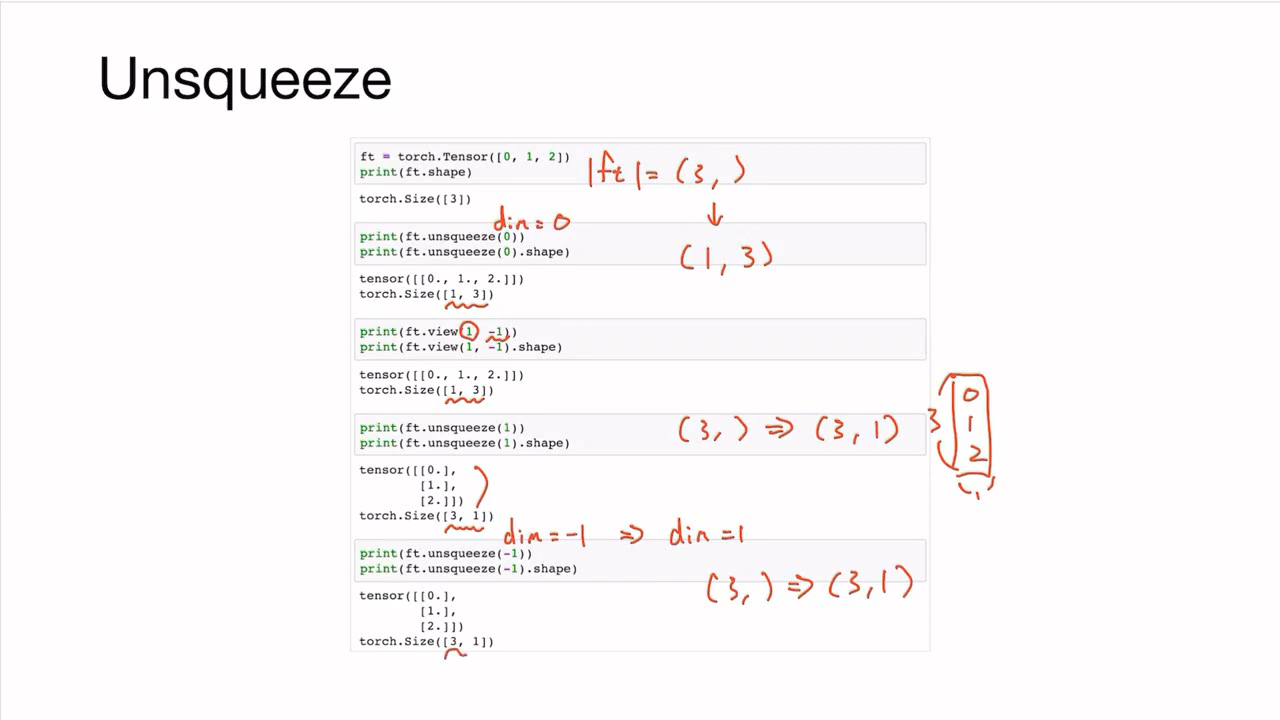 Unsqueeze
ft = torch.Tensor([0, 1, 2])
print(ft.shape)
|ft| = (3, )
torch.Size([3])
dim = 0
↓
print(ft.unsqueeze(0))
print(ft.unsqueeze(0).shape)
(1, 3)
tensor([[0., 1., 2.]])
torch.Size([1, 3])
print(ft.view(1, -1))
print(ft.view(1, -1).shape)
tensor([[0., 1., 2.]])
torch.Size([1, 3])
print(ft.unsqueeze(1))
print(ft.unsqueeze(1).shape)
(3, ) ⇒ (3, 1)
3
0
1
2
1
tensor([[0.],
[1.],
[2.]])
torch.Size([3, 1])
dim = -1 ⇒ dim = 1
print(ft.unsqueeze(-1))
print(ft.unsqueeze(-1).shape)
(3, ) ⇒ (3, 1)
tensor([[0.],
[1.],
[2.]])
torch.Size([3, 1])